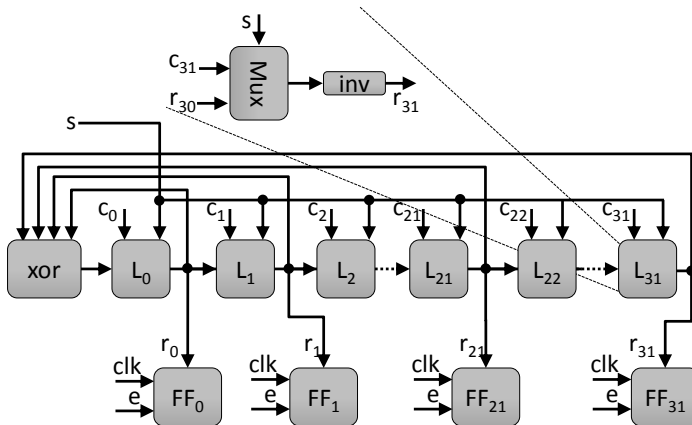 s
c₃₁
Mux
inv
r₃₀
r₃₁
s
c₀ c₁ c₂ c₂₁ c₂₂ c₃₁
xor L₀ L₁ L₂ L₂₁ L₂₂ L₃₁
r₀ r₁ r₂₁ r₃₁
clk clk clk clk
e e e e
FF₀ FF₁ FF₂₁ FF₃₁